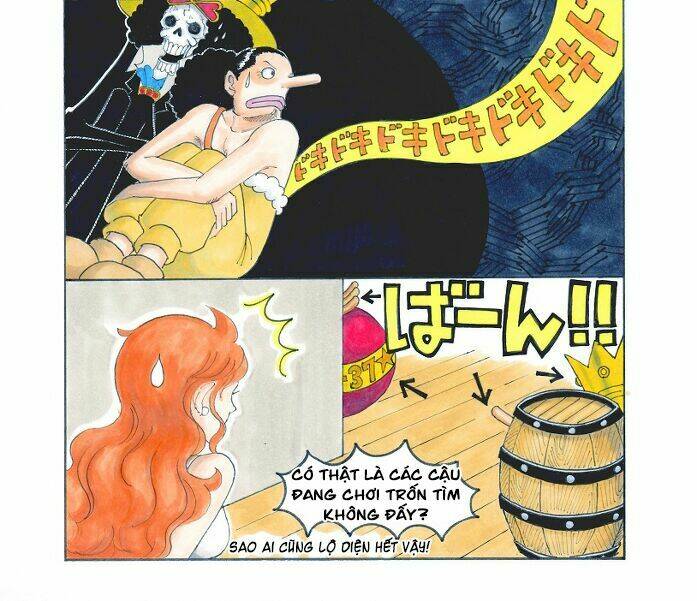 ドキドキドキドキドキドキドキ
ばーん!!
-37★
CÓ THẬT LÀ CÁC CẬU
ĐANG CHƠI TRỐN TÌM
KHÔNG ĐẤY?
SAO AI CŨNG LỘ DIỆN HẾT VẬY!